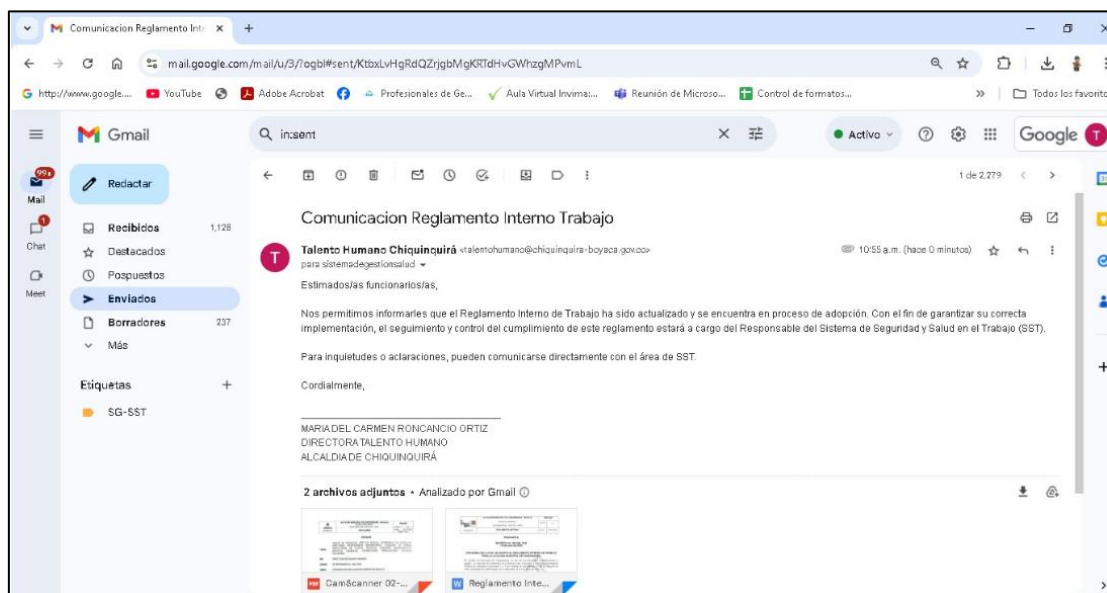 Comunicacion Reglamento Inte
mail.google.com/mail/u/3/?ogbl#sent/KtbxLvHgRdQZrjgbMgKRTdHvGWhzgMPvmL
http://www.google.... YouTube Adobe Acrobat Profesionales de Ge... Aula Virtual Invima:... Reunión de Microso... Control de formatos... » Todos los favorito
Gmail in:sent Activo Google T
99+
Mail
Redactar
1 de 2,279
1
Chat
Meet
Recibidos 1,128
Destacados
Pospuestos
Enviados
Borradores 237
Más
Etiquetas +
SG-SST
Comunicacion Reglamento Interno Trabajo
T
Talento Humano Chiquinquirá <talentohumano@chiquinquira-boyaca.gov.co> 10:55 a.m. (hace 0 minutos)
para sistemadegestionsalud
Estimados/as funcionarios/as,
Nos permitimos informarles que el Reglamento Interno de Trabajo ha sido actualizado y se encuentra en proceso de adopción. Con el fin de garantizar su correcta
implementación, el seguimiento y control del cumplimiento de este reglamento estará a cargo del Responsable del Sistema de Seguridad y Salud en el Trabajo (SST).
Para inquietudes o aclaraciones, pueden comunicarse directamente con el área de SST.
Cordialmente,
MARIA DEL CARMEN RONCANCIO ORTIZ
DIRECTORA TALENTO HUMANO
ALCALDIA DE CHIQUINQUIRÁ
2 archivos adjuntos • Analizado por Gmail
PDF CamScanner 02-...
W Reglamento Inte...